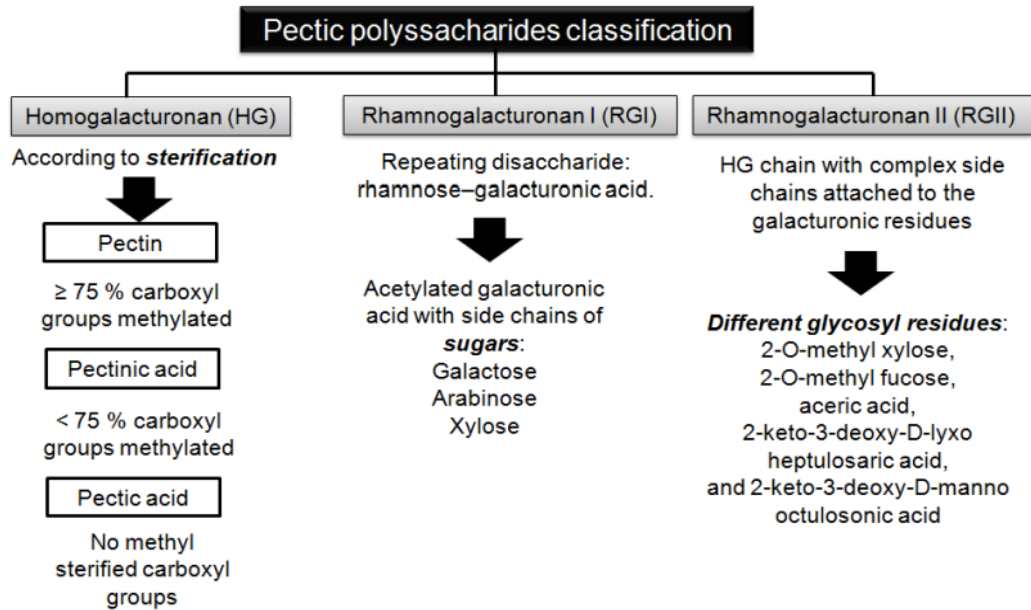 Pectic polyssacharides classification
Homogalacturonan (HG)
According to sterification
Pectin
≥ 75 % carboxyl
groups methylated
Pectinic acid
< 75 % carboxyl
groups methylated
Pectic acid
No methyl
sterified carboxyl
groups
Rhamnogalacturonan I (RGI)
Repeating disaccharide:
rhamnose–galacturonic acid.
Acetylated galacturonic
acid with side chains of
sugars:
Galactose
Arabinose
Xylose
Rhamnogalacturonan II (RGII)
HG chain with complex side
chains attached to the
galacturonic residues
Different glycosyl residues:
2-O-methyl xylose,
2-O-methyl fucose,
aceric acid,
2-keto-3-deoxy-D-lyxo
heptulosaric acid,
and 2-keto-3-deoxy-D-manno
octulosonic acid